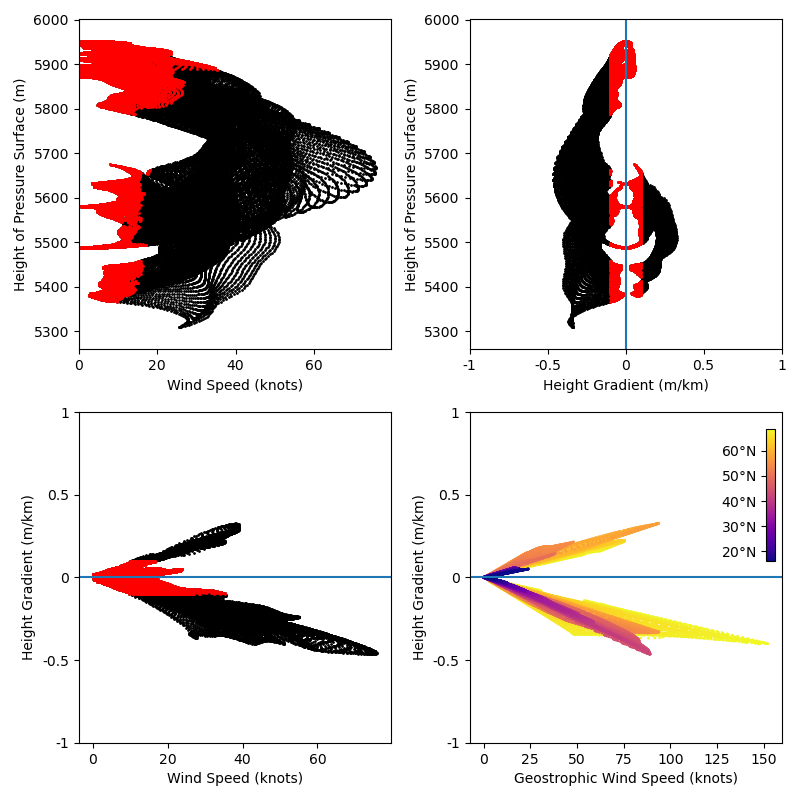 6000
5900
5800
5700
5600
5500
5400
5300
0 20 40 60
Height of Pressure Surface (m)
Wind Speed (knots)
6000
5900
5800
5700
5600
5500
5400
5300
-1 -0.5 0 0.5 1
Height of Pressure Surface (m)
Height Gradient (m/km)
1
0.5
0
-0.5
-1
0 20 40 60
Height Gradient (m/km)
Wind Speed (knots)
1
0.5
0
-0.5
-1
0 25 50 75 100 125 150
Height Gradient (m/km)
Geostrophic Wind Speed (knots)
60°N
50°N
40°N
30°N
20°N